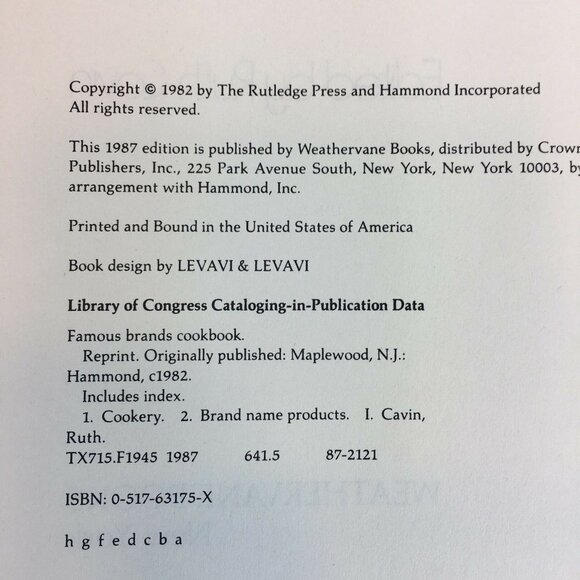 Copyright © 1982 by The Rutledge Press and Hammond Incorporated
All rights reserved.
This 1987 edition is published by Weathervane Books, distributed by Crown
Publishers, Inc., 225 Park Avenue South, New York, New York 10003, by
arrangement with Hammond, Inc.
Printed and Bound in the United States of America
Book design by LEVAVI & LEVAVI
Library of Congress Cataloging-in-Publication Data
Famous brands cookbook.
Reprint. Originally published: Maplewood, N.J.:
Hammond, c1982.
Includes index.
1. Cookery. 2. Brand name products. I. Cavin,
Ruth.
TX715.F1945 1987 641.5 87-2121
ISBN: 0-517-63175-X
h g f e d c b a